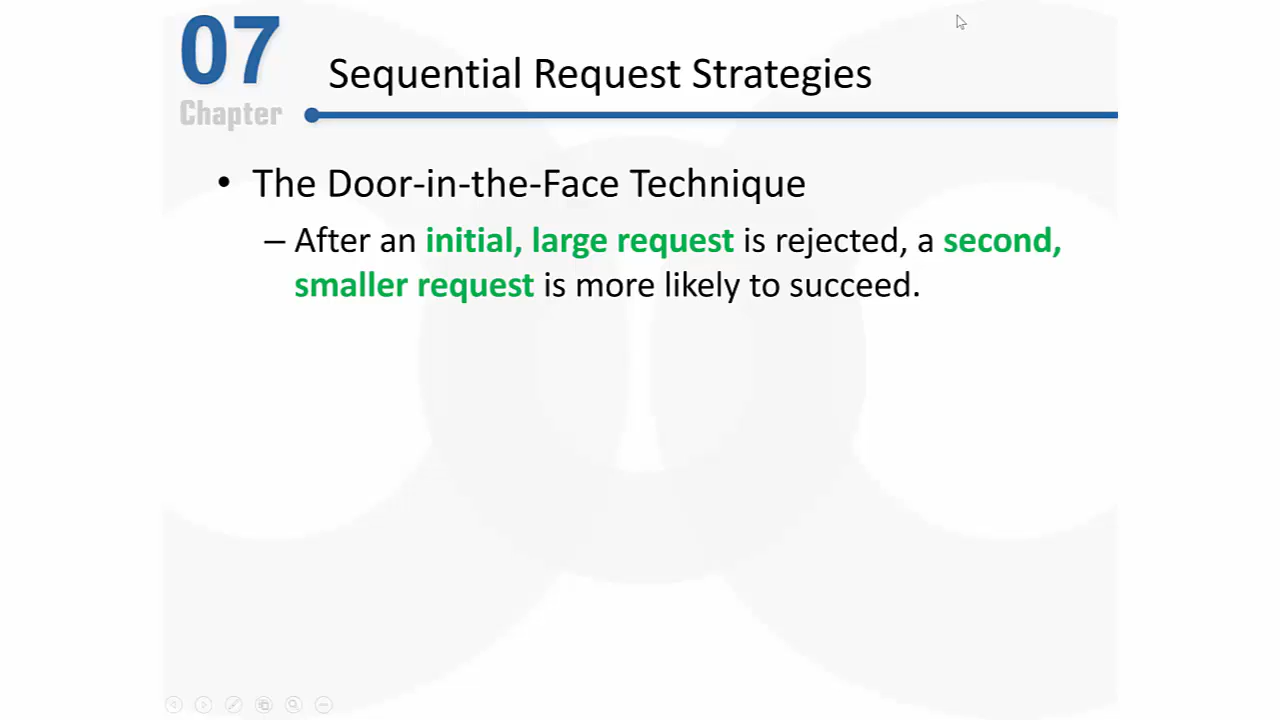 07
Chapter
Sequential Request Strategies
• The Door-in-the-Face Technique
– After an initial, large request is rejected, a second,
smaller request is more likely to succeed.